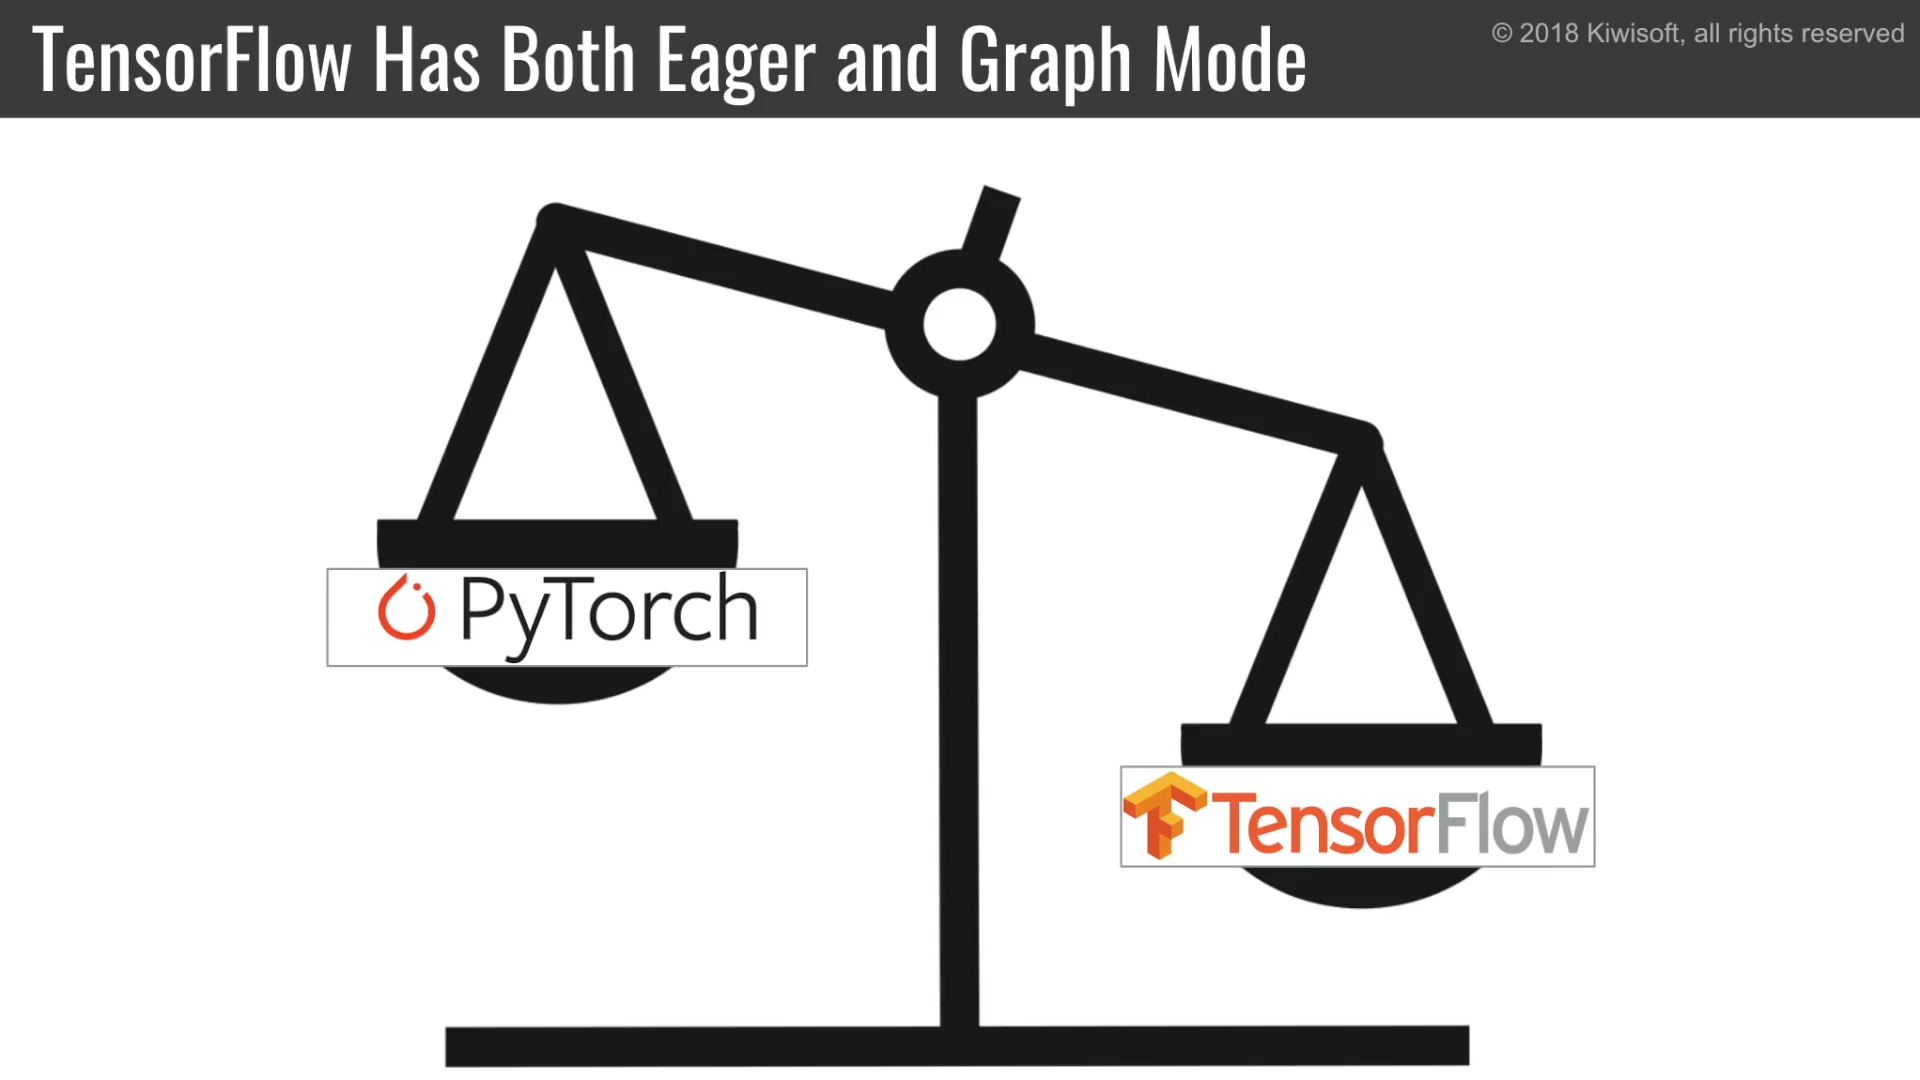 TensorFlow Has Both Eager and Graph Mode
© 2018 Kiwisoft, all rights reserved
PyTorch
TensorFlow